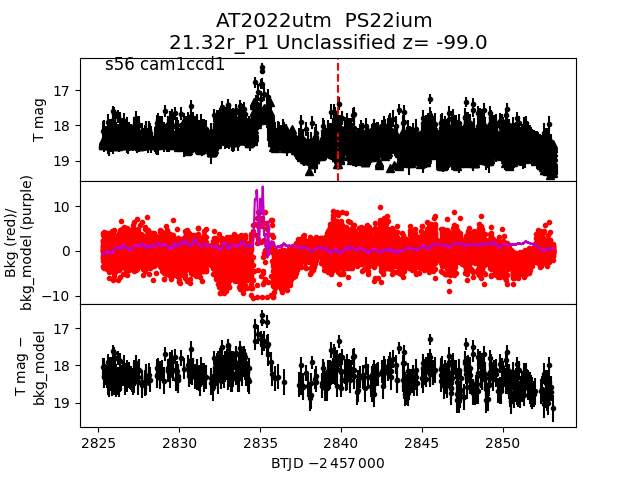 AT2022utm  PS22ium
21.32r_P1 Unclassified z= -99.0
s56 cam1ccd1
T mag
17
18
19
Bkg (red)/
bkg_model (purple)
10
0
−10
T mag −
bkg_model
17
18
19
2825
2830
2835
2840
2845
2850
BTJD −2 457 000